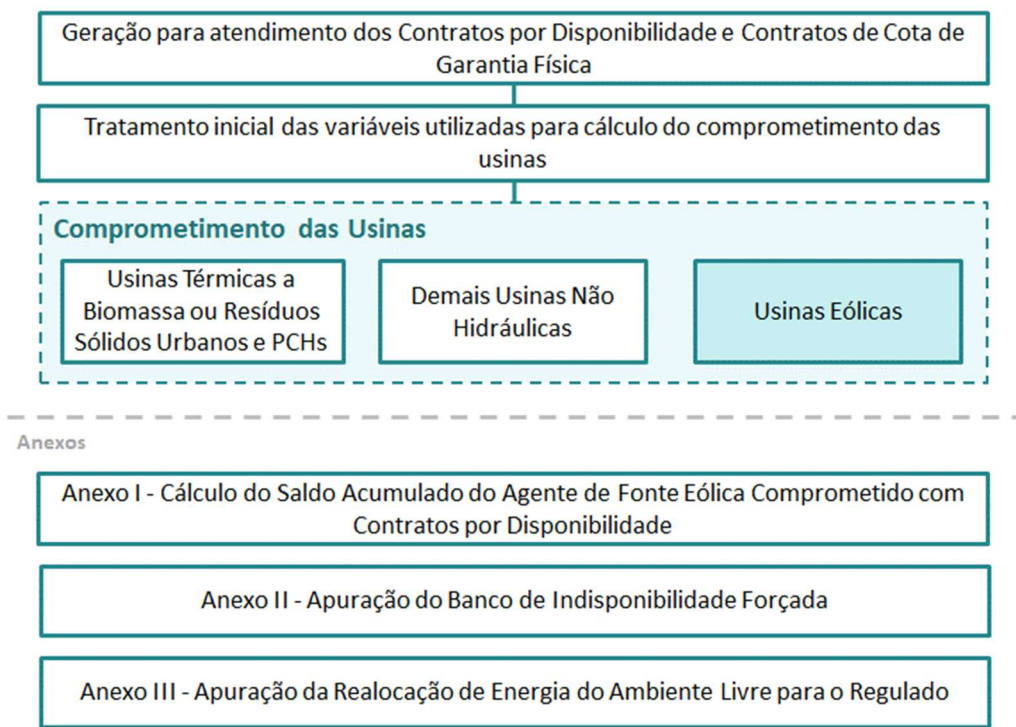 Geração para atendimento dos Contratos por Disponibilidade e Contratos de Cota de
Garantia Física
Tratamento inicial das variáveis utilizadas para cálculo do comprometimento das
usinas
Comprometimento das Usinas
Usinas Térmicas a
Biomassa ou Resíduos
Sólidos Urbanos e PCHs
Demais Usinas Não
Hidráulicas
Usinas Eólicas
Anexos
Anexo I - Cálculo do Saldo Acumulado do Agente de Fonte Eólica Comprometido com
Contratos por Disponibilidade
Anexo II - Apuração do Banco de Indisponibilidade Forçada
Anexo III - Apuração da Realocação de Energia do Ambiente Livre para o Regulado